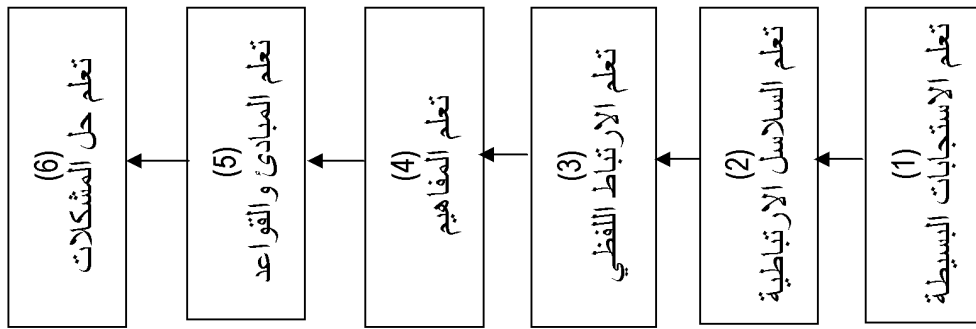 (1)
تعلم الاستجابات البسيطة
(2)
تعلم السلاسل الارتباطية
(3)
تعلم الارتباط اللفظي
(4)
تعلم المفاهيم
(5)
تعلم المبادئ والقواعد
(6)
تعلم حل المشكلات